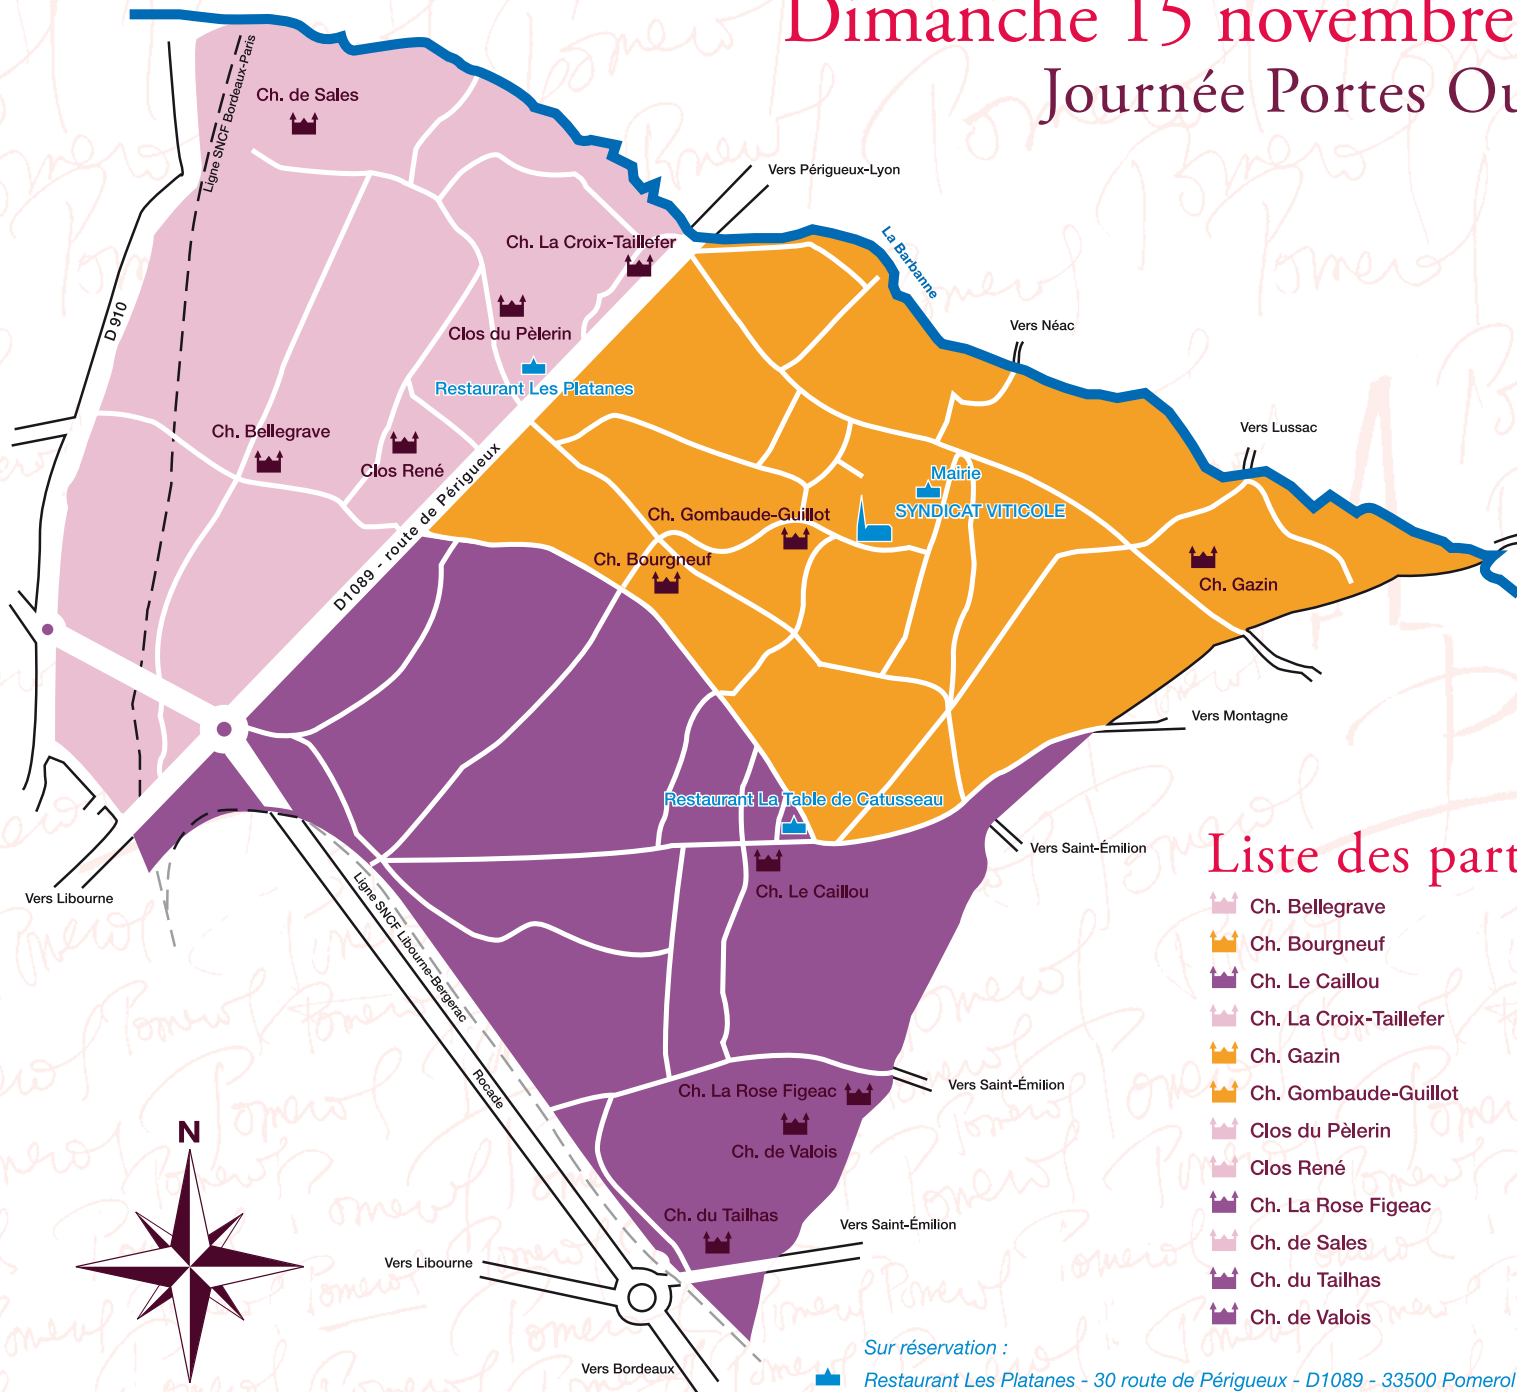 Dimanche 15 novembre
Journée Portes Ou
Ligne SNCF Bordeaux-Paris
Ch. de Sales
Vers Périgueux-Lyon
Ch. La Croix-Taillefer
La Barbanne
D 910
Clos du Pèlerin
Vers Néac
Restaurant Les Platanes
Ch. Bellegrave
Clos René
Vers Lussac
D1089 - route de Périgueux
Mairie
SYNDICAT VITICOLE
Ch. Gombaude-Guillot
Ch. Bourgneuf
Ch. Gazin
Vers Montagne
Restaurant La Table de Catusseau
Vers Saint-Émilion
Ch. Le Caillou
Vers Libourne
Ligne SNCF Libourne-Bergerac
Rocade
Ch. La Rose Figeac
Vers Saint-Émilion
Ch. de Valois
Ch. du Tailhas
Vers Saint-Émilion
Vers Libourne
Vers Bordeaux
N
Liste des part
Ch. Bellegrave
Ch. Bourgneuf
Ch. Le Caillou
Ch. La Croix-Taillefer
Ch. Gazin
Ch. Gombaude-Guillot
Clos du Pèlerin
Clos René
Ch. La Rose Figeac
Ch. de Sales
Ch. du Tailhas
Ch. de Valois
Sur réservation :
Restaurant Les Platanes - 30 route de Périgueux - D1089 - 33500 Pomerol